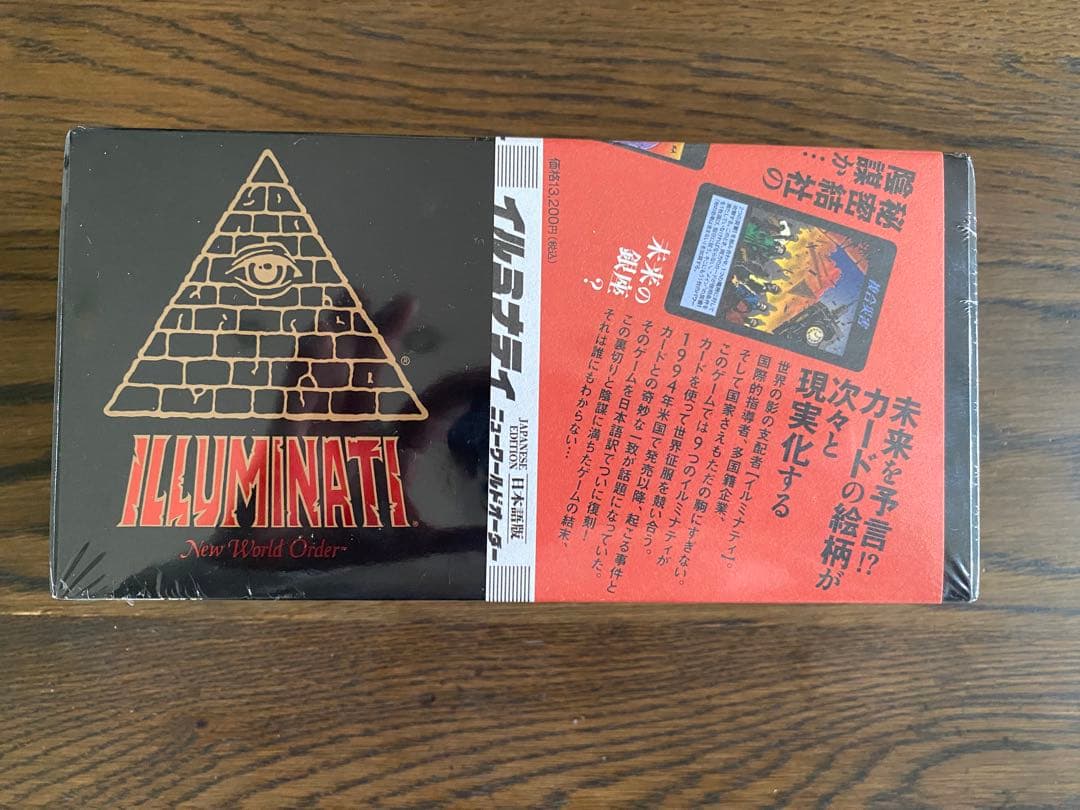 ILLUMINATI
New World Order™
イルミナティ
JAPANESE
EDITION
日本語版
ニューワールドオーダー
価格13,200円(税込)
秘密結社の
陰謀か…
未来の
銀座?
複合災害
未来を予言!?
カードの絵柄が
次々と
現実化する
世界の影の支配者【イルミナティ】。
国際的指導者、多国籍企業、
そして国家さえもただの駒にすぎない。
このゲームでは9つのイルミナティが
カードを使って世界征服を競い合う。
1994年米国で発売以降、起こる事件と
カードとの奇妙な一致が話題になっていた。
そのゲームを日本語訳でついに復刻!
この裏切りと陰謀に満ちたゲームの結末、
それは誰にもわからない…